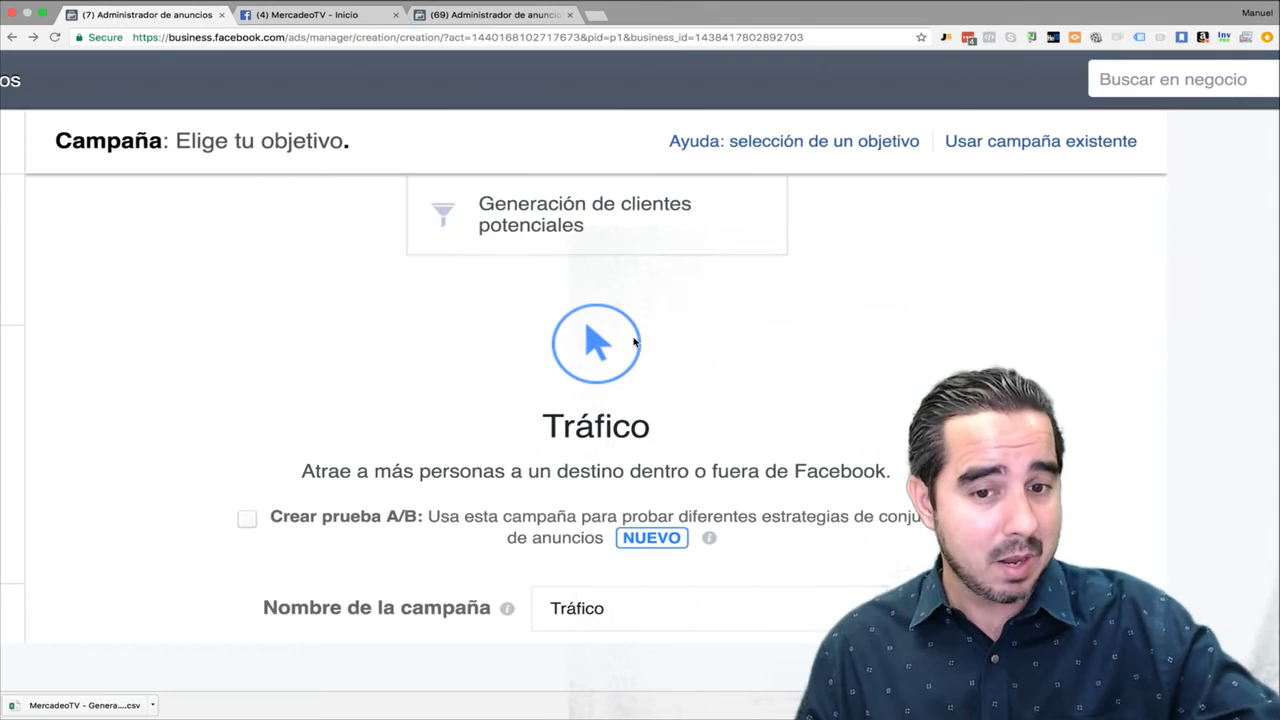 (7) Administrador de anuncios
(4) MercadeoTV - Inicio
(69) Administrador de anuncio
Manuel
Secure
https://business.facebook.com/ads/manager/creation/creation/?act=1440168102717673&pid=p1&business_id=1438417802892703
os
Buscar en negocio
Campaña: Elige tu objetivo.
Ayuda: selección de un objetivo
Usar campaña existente
Generación de clientes
potenciales
Tráfico
Atrae a más personas a un destino dentro o fuera de Facebook.
Crear prueba A/B: Usa esta campaña para probar diferentes estrategias de conju
de anuncios NUEVO
Nombre de la campaña
Tráfico
MercadeoTV - Genera....csv